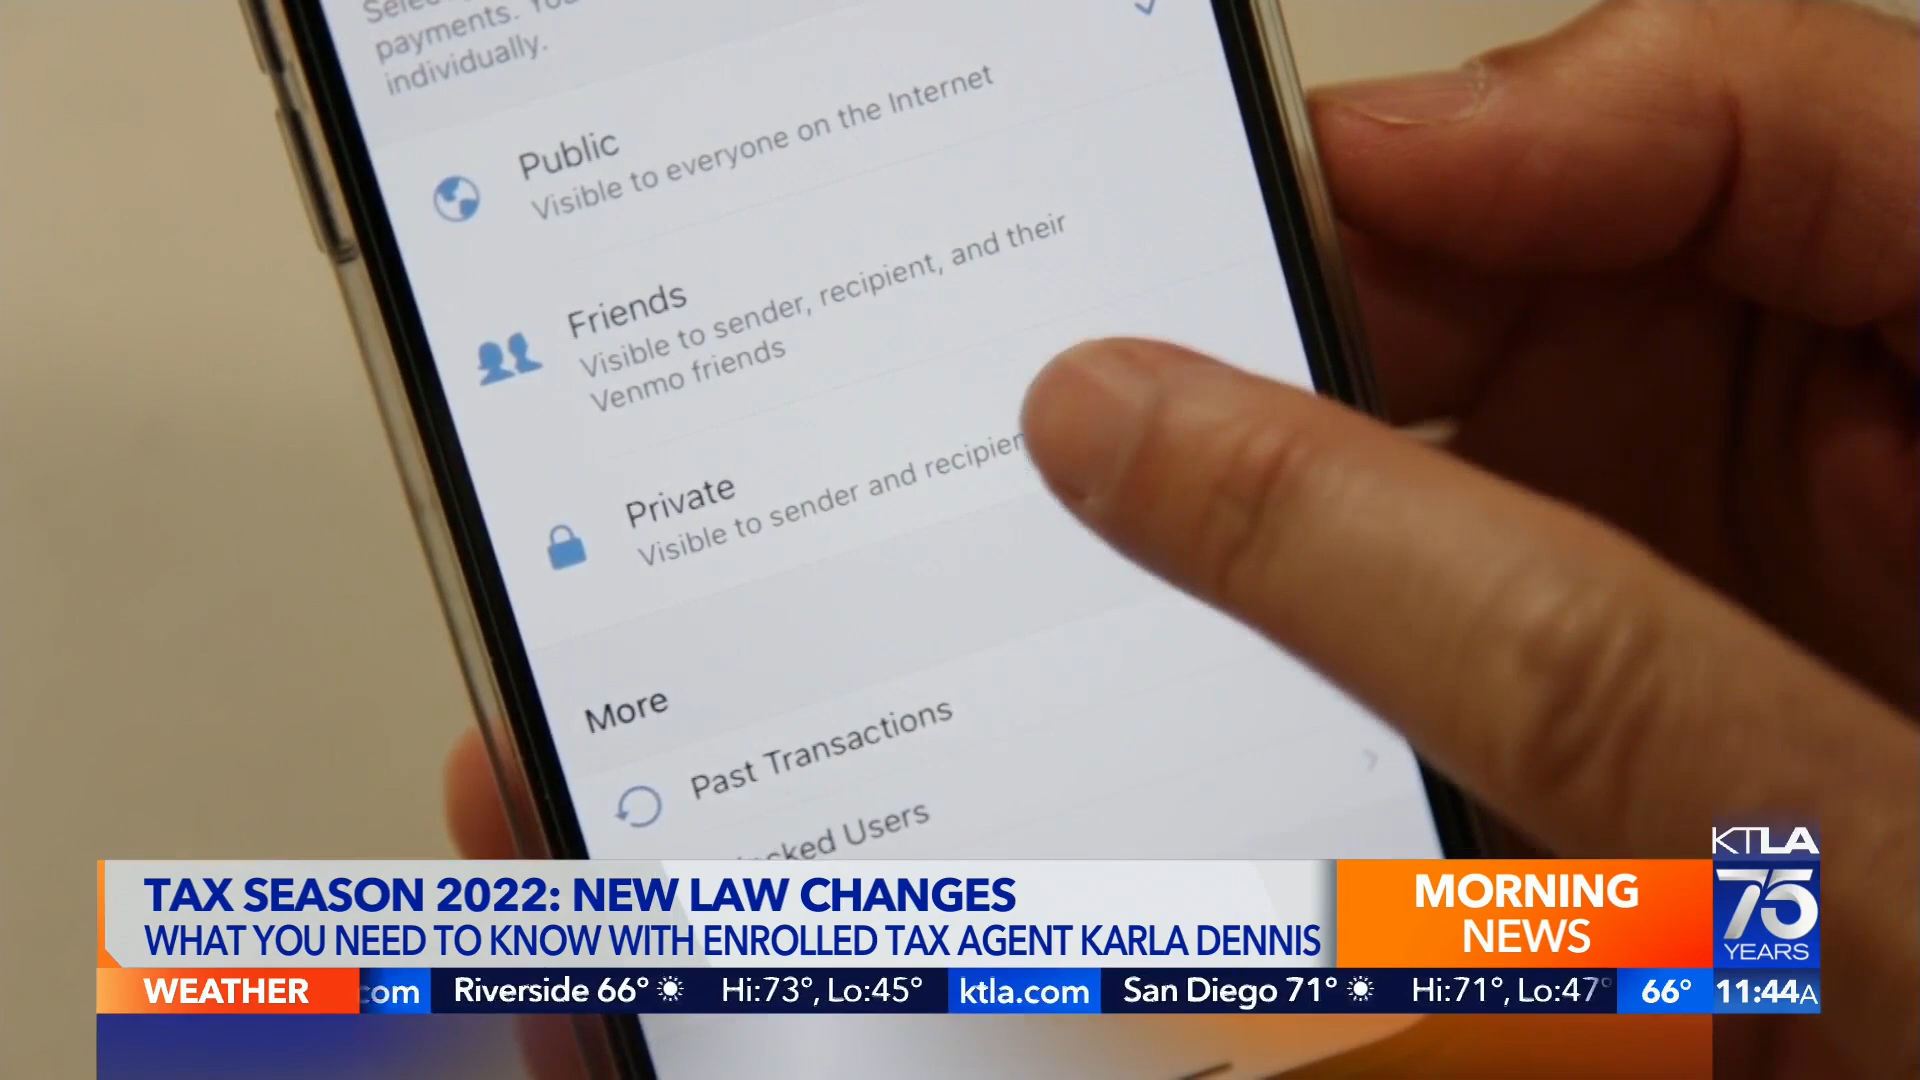 payments.
individually.
Public
Visible to everyone on the Internet
Friends
Visible to sender, recipient, and their
Venmo friends
Private
Visible to sender and
More
Past Transactions
Users
TAX SEASON 2022: NEW LAW CHANGES
WHAT YOU NEED TO KNOW WITH ENROLLED TAX AGENT KARLA DENNIS
MORNING
NEWS
KTLA
75
YEARS
WEATHER
.com
Riverside 66° Hi:73°, Lo:45°
ktla.com
San Diego 71° Hi:71°, Lo:47°
66°
11:44A